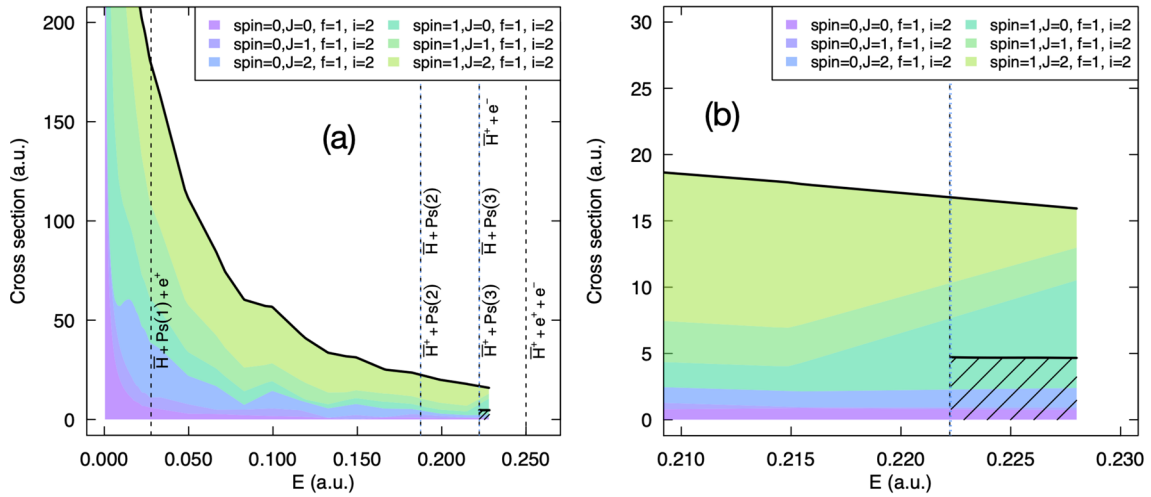 spin=0,J=0, f=1, i=2
spin=0,J=1, f=1, i=2
spin=0,J=2, f=1, i=2
spin=1,J=0, f=1, i=2
spin=1,J=1, f=1, i=2
spin=1,J=2, f=1, i=2
(a)
Cross section (a.u.)
200
150
100
50
0
H̅ + Ps(1) + e⁺
H̅ + Ps(2)
H̅⁺ + Ps(2)
H̅⁺ + e⁻
H̅ + Ps(3)
H̅⁺ + Ps(3)
H̅⁺ + e⁺ + e⁻
0.000
0.050
0.100
0.150
0.200
0.250
E (a.u.)
spin=0,J=0, f=1, i=2
spin=0,J=1, f=1, i=2
spin=0,J=2, f=1, i=2
spin=1,J=0, f=1, i=2
spin=1,J=1, f=1, i=2
spin=1,J=2, f=1, i=2
(b)
Cross section (a.u.)
30
25
20
15
10
5
0
0.210
0.215
0.220
0.225
0.230
E (a.u.)